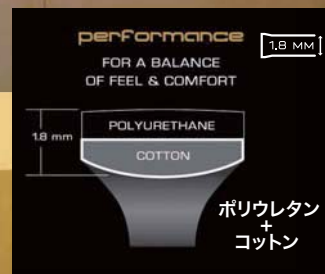 performance
1.8 MM
FOR A BALANCE
OF FEEL & COMFORT
1.8 mm
POLYURETHANE
COTTON
ポリウレタン
+
コットン